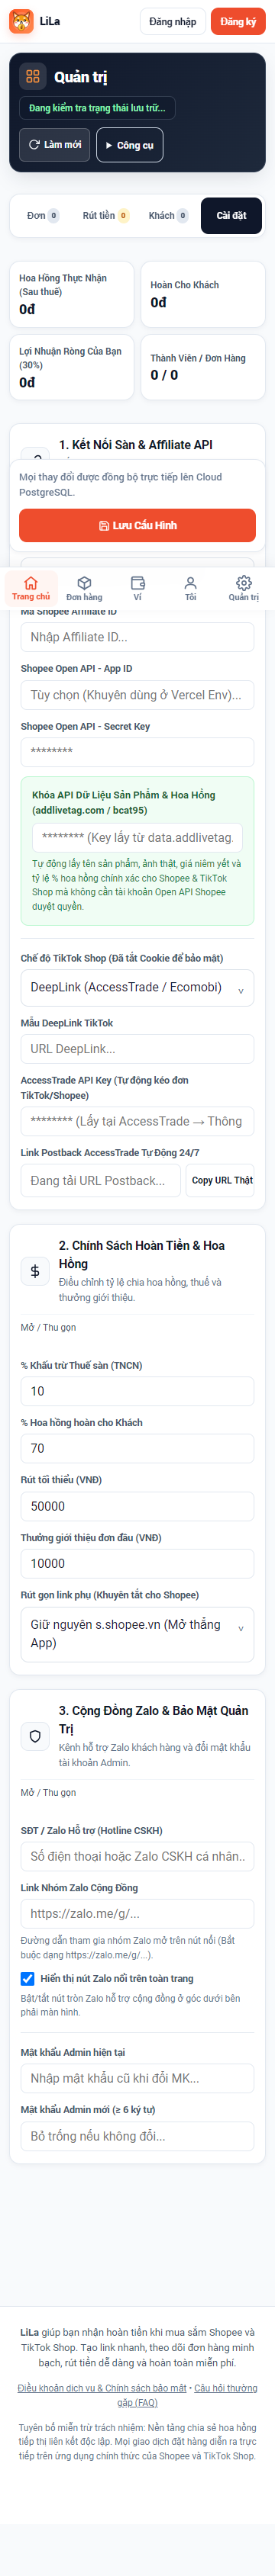 LiLa
Đăng nhập
Đăng ký
Quản trị
Đang kiểm tra trạng thái lưu trữ...
Làm mới
▶ Công cụ
Đơn 0
Rút tiền 0
Khách 0
Cài đặt
Hoa Hồng Thực Nhận
(Sau thuế)
0đ
Hoàn Cho Khách
0đ
Lợi Nhuận Ròng Của Bạn
(30%)
0đ
Thành Viên / Đơn Hàng
0 / 0
1. Kết Nối Sàn & Affiliate API
Mọi thay đổi được đồng bộ trực tiếp lên Cloud
PostgreSQL.
Lưu Cấu Hình
Trang chủ
Đơn hàng
Ví
Tôi
Quản trị
Mã Shopee Affiliate ID
Nhập Affiliate ID...
Shopee Open API - App ID
Tùy chọn (Khuyên dùng ở Vercel Env)...
Shopee Open API - Secret Key
********
Khóa API Dữ Liệu Sản Phẩm & Hoa Hồng
(addlivetag.com / bcat95)
******** (Key lấy từ data.addlivetag.
Tự động lấy tên sản phẩm, ảnh thật, giá niêm yết và
tỷ lệ % hoa hồng chính xác cho Shopee & TikTok
Shop mà không cần tài khoản Open API Shopee
duyệt quyền.
Chế độ TikTok Shop (Đã tắt Cookie để bảo mật)
DeepLink (AccessTrade / Ecomobi)
Mẫu DeepLink TikTok
URL DeepLink...
AccessTrade API Key (Tự động kéo đơn
TikTok/Shopee)
******** (Lấy tại AccessTrade → Thông
Link Postback AccessTrade Tự Động 24/7
Đang tải URL Postback...
Copy URL Thật
2. Chính Sách Hoàn Tiền & Hoa
Hồng
Điều chỉnh tỷ lệ chia hoa hồng, thuế và
thưởng giới thiệu.
Mở / Thu gọn
% Khấu trừ Thuế sàn (TNCN)
10
% Hoa hồng hoàn cho Khách
70
Rút tối thiểu (VNĐ)
50000
Thưởng giới thiệu đơn đầu (VNĐ)
10000
Rút gọn link phụ (Khuyên tắt cho Shopee)
Giữ nguyên s.shopee.vn (Mở thẳng
App)
3. Cộng Đồng Zalo & Bảo Mật Quản
Trị
Kênh hỗ trợ Zalo khách hàng và đổi mật khẩu
tài khoản Admin.
Mở / Thu gọn
SĐT / Zalo Hỗ trợ (Hotline CSKH)
Số điện thoại hoặc Zalo CSKH cá nhân..
Link Nhóm Zalo Cộng Đồng
https://zalo.me/g/...
Đường dẫn tham gia nhóm Zalo mở trên nút nổi (Bắt
buộc dạng https://zalo.me/g/...).
Hiển thị nút Zalo nổi trên toàn trang
Bật/tắt nút tròn Zalo hỗ trợ cộng đồng ở góc dưới bên
phải màn hình.
Mật khẩu Admin hiện tại
Nhập mật khẩu cũ khi đổi MK...
Mật khẩu Admin mới (≥ 6 ký tự)
Bỏ trống nếu không đổi...
LiLa giúp bạn nhận hoàn tiền khi mua sắm Shopee và
TikTok Shop. Tạo link nhanh, theo dõi đơn hàng minh
bạch, rút tiền dễ dàng và hoàn toàn miễn phí.
Điều khoản dịch vụ & Chính sách bảo mật • Câu hỏi thường
gặp (FAQ)
Tuyên bố miễn trừ trách nhiệm: Nền tảng chia sẻ hoa hồng
tiếp thị liên kết độc lập. Mọi giao dịch đặt hàng diễn ra trực
tiếp trên ứng dụng chính thức của Shopee và TikTok Shop.